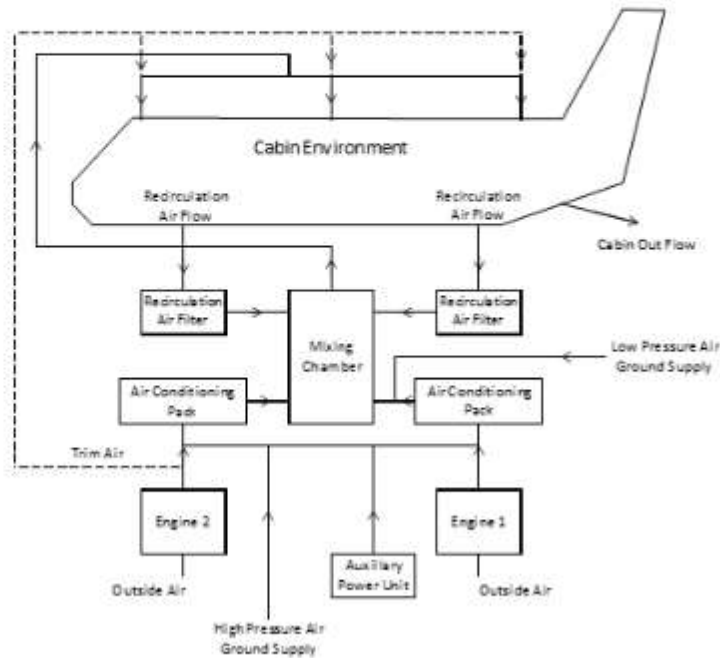 Cabin Environment
Recirculation
Air Flow
Recirculation
Air Flow
Cabin Out Flow
Recirculation
Air Filter
Mixing
Chamber
Recirculation
Air Filter
Low Pressure Air
Ground Supply
Air Conditioning
Pack
Air Conditioning
Pack
Trim Air
Engine 2
Engine 1
Auxillary
Power Unit
Outside Air
Outside Air
High Pressure Air
Ground Supply